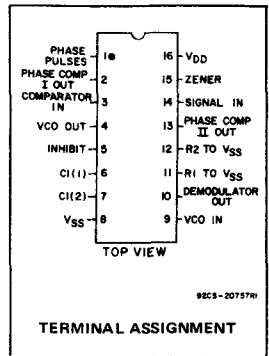 PHASE PULSES 1 16 VDD
PHASE COMP I OUT 2 15 ZENER
COMPARATOR IN 3 14 SIGNAL IN
VCO OUT 4 13 PHASE COMP II OUT
INHIBIT 5 12 R2 TO VSS
C1(1) 6 11 R1 TO VSS
C1(2) 7 10 DEMODULATOR OUT
VSS 8 9 VCO IN
TOP VIEW
92CS-20757R1
TERMINAL ASSIGNMENT